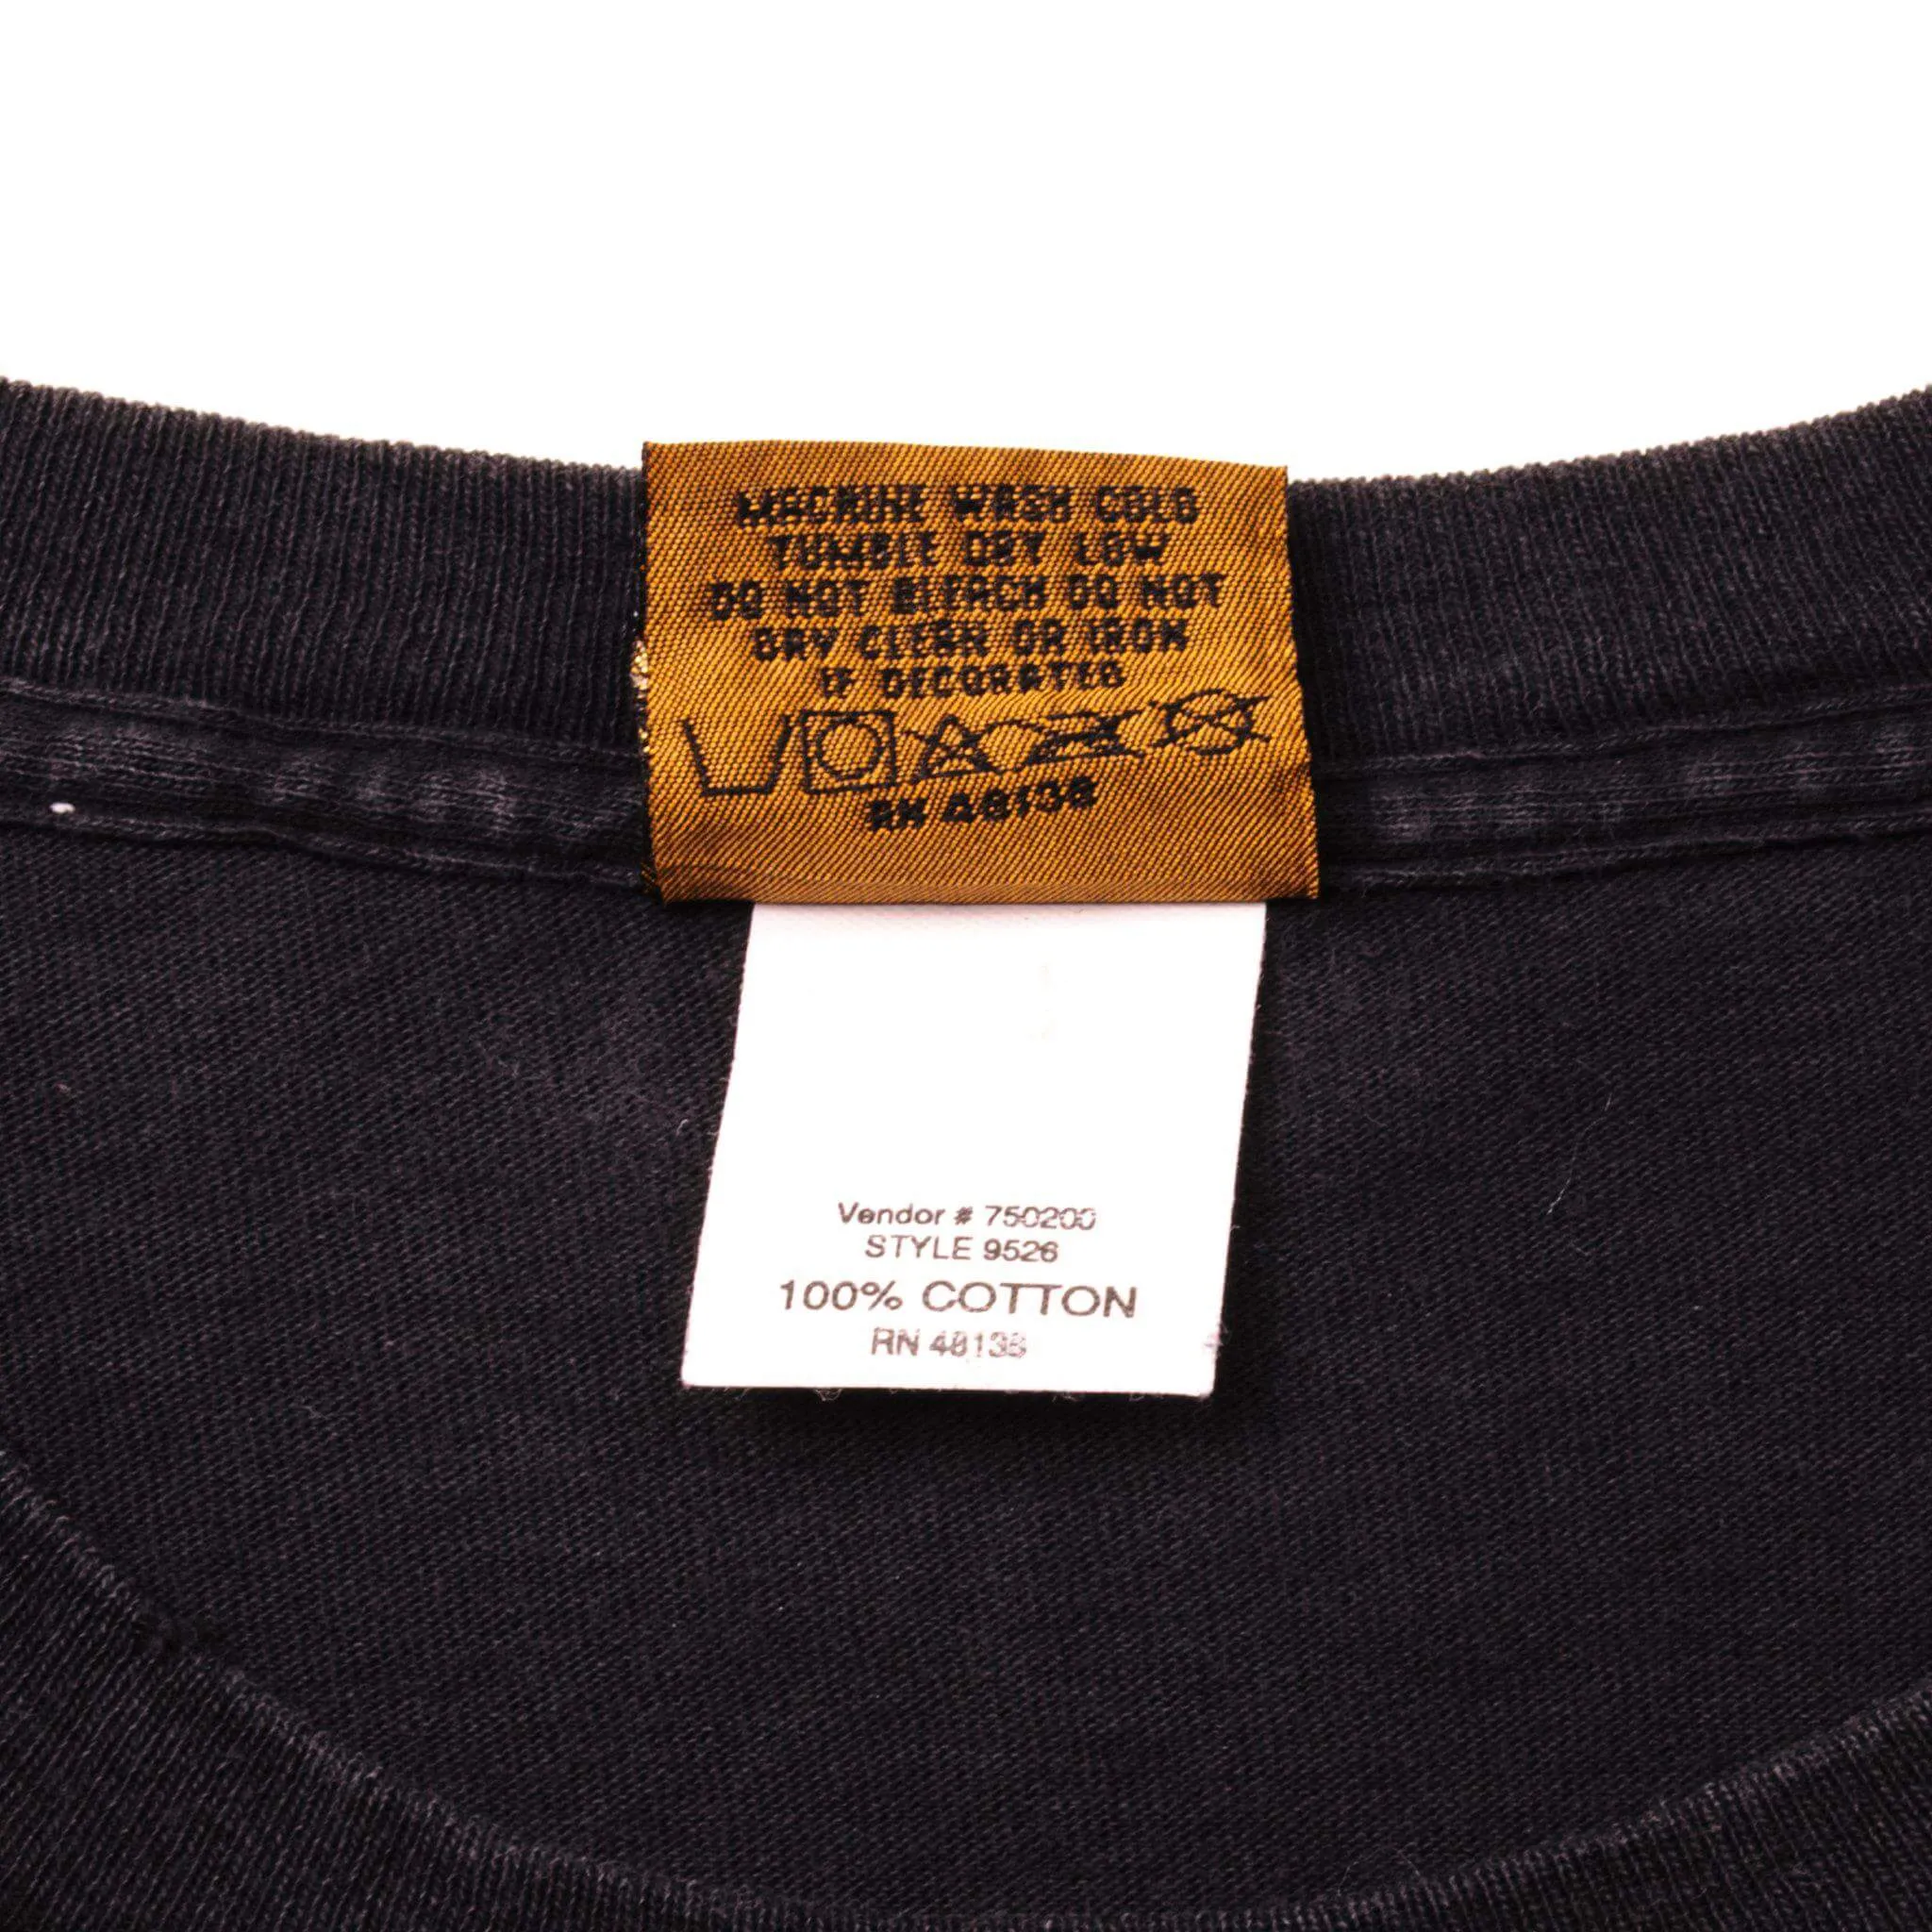 MACHINE WASH COLD
TUMBLE DRY LOW
DO NOT BLEACH DO NOT
DRY CLEAN OR IRON
IF DECORATED
RN 48138
Vendor # 750200
STYLE 9526
100% COTTON
RN 48138